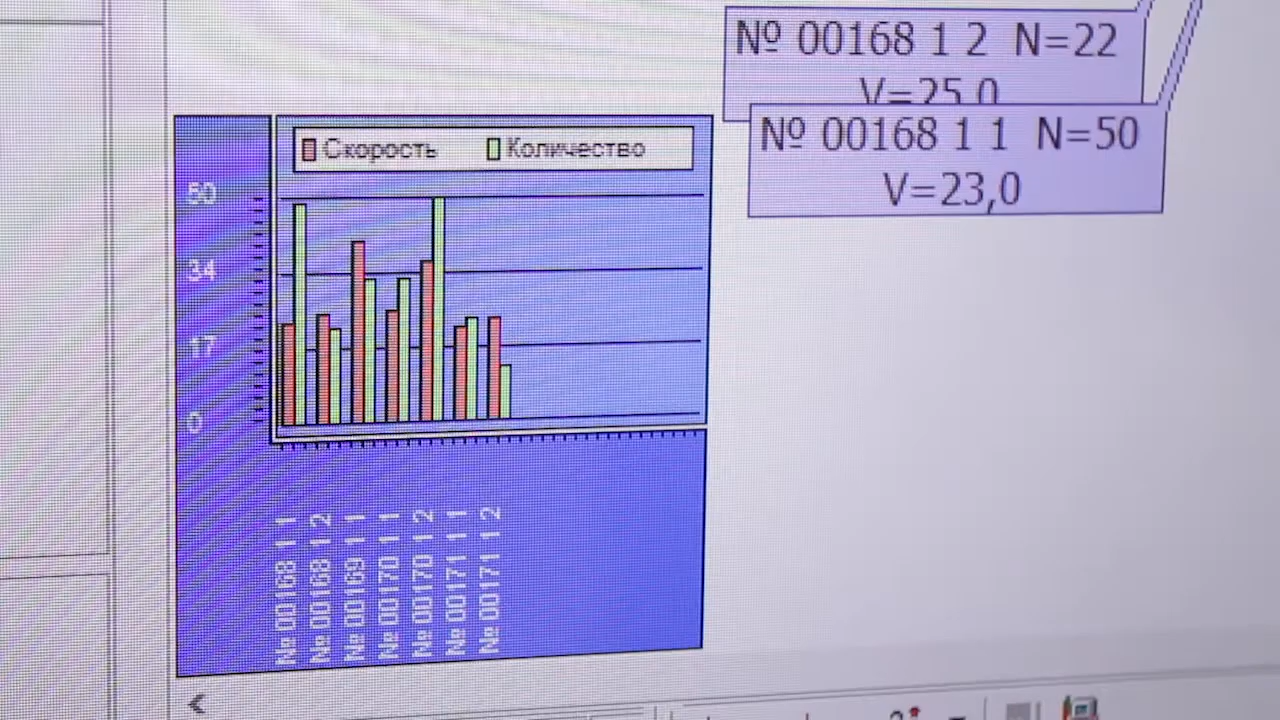 № 00168 1 2 N=22
V=25,0
№ 00168 1 1 N=50
V=23,0
Скорость Количество
50
34
17
0
№ 00168 1 1
№ 00168 1 2
№ 00169 1 1
№ 00170 1 1
№ 00170 1 2
№ 00171 1 1
№ 00171 1 2